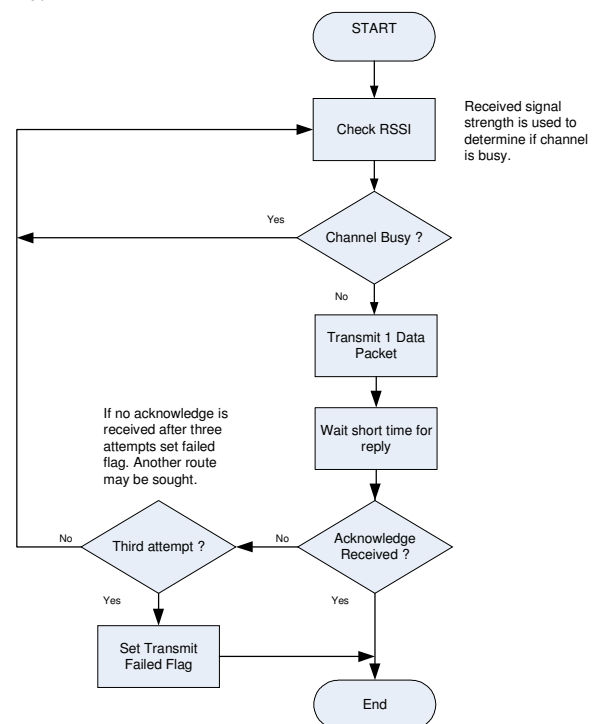 START
Check RSSI
Received signal
strength is used to
determine if channel
is busy.
Yes
Channel Busy ?
No
Transmit 1 Data
Packet
If no acknowledge is
received after three
attempts set failed
flag. Another route
may be sought.
Wait short time for
reply
No
Third attempt ?
No
Acknowledge
Received ?
Yes
Yes
Set Transmit
Failed Flag
End